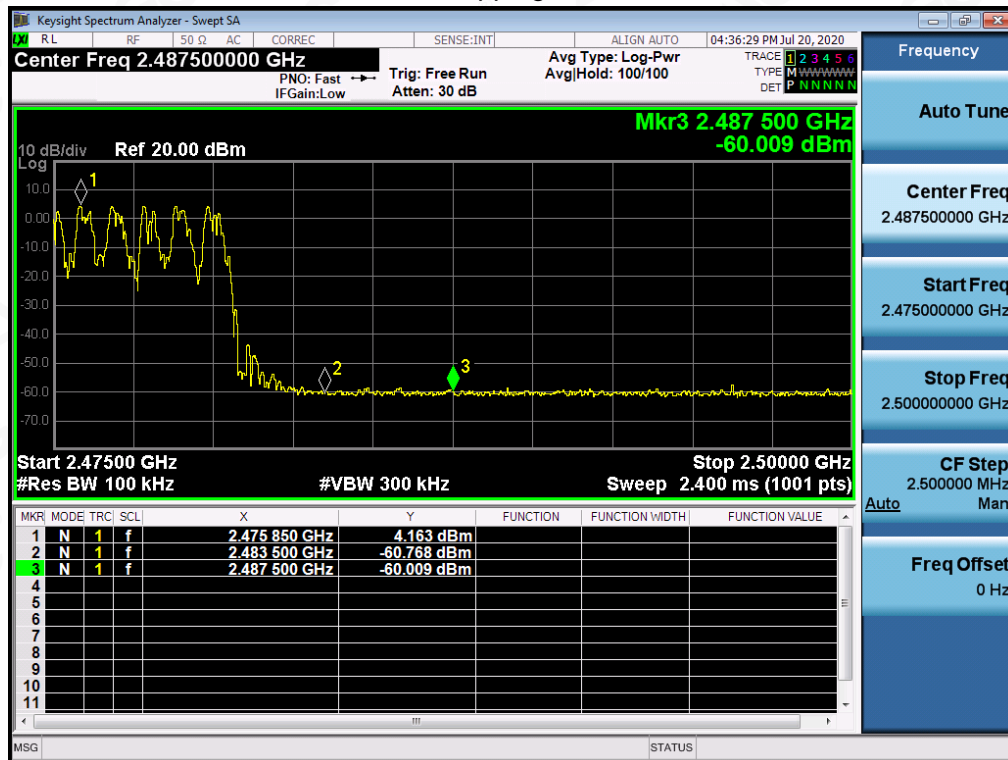 Keysight Spectrum Analyzer - Swept SA
LXI RL RF 50 Ω AC CORREC SENSE:INT ALIGN AUTO 04:36:29 PM Jul 20, 2020
Center Freq 2.487500000 GHz
PNO: Fast
IFGain:Low
Trig: Free Run
Atten: 30 dB
Avg Type: Log-Pwr
Avg|Hold: 100/100
TRACE 1 2 3 4 5 6
TYPE M W W W W W
DET P N N N N N
Mkr3 2.487 500 GHz
-60.009 dBm
10 dB/div Ref 20.00 dBm
Log
10.0
0.00
-10.0
-20.0
-30.0
-40.0
-50.0
-60.0
-70.0
1
2
3
Start 2.47500 GHz Stop 2.50000 GHz
#Res BW 100 kHz #VBW 300 kHz Sweep 2.400 ms (1001 pts)
MKR MODE TRC SCL X Y FUNCTION FUNCTION WIDTH FUNCTION VALUE
1 N 1 f 2.475 850 GHz 4.163 dBm
2 N 1 f 2.483 500 GHz -60.768 dBm
3 N 1 f 2.487 500 GHz -60.009 dBm
4
5
6
7
8
9
10
11
MSG STATUS
Frequency
Auto Tune
Center Freq
2.487500000 GHz
Start Freq
2.475000000 GHz
Stop Freq
2.500000000 GHz
CF Step
2.500000 MHz
Auto Man
Freq Offset
0 Hz